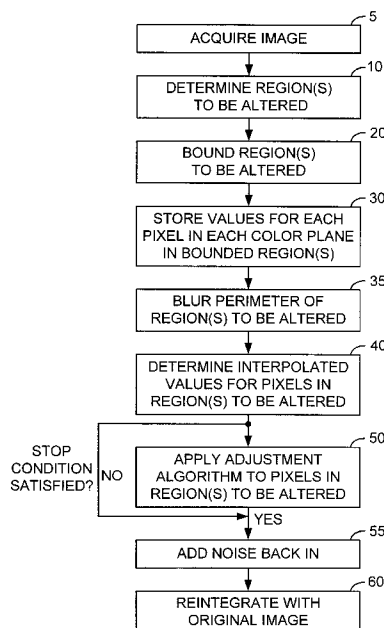 5
ACQUIRE IMAGE
10
DETERMINE REGION(S)
TO BE ALTERED
20
BOUND REGION(S)
TO BE ALTERED
30
STORE VALUES FOR EACH
PIXEL IN EACH COLOR PLANE
IN BOUNDED REGION(S)
35
BLUR PERIMETER OF
REGION(S) TO BE ALTERED
40
DETERMINE INTERPOLATED
VALUES FOR PIXELS IN
REGION(S) TO BE ALTERED
STOP
CONDITION
SATISFIED?
NO
50
APPLY ADJUSTMENT
ALGORITHM TO PIXELS IN
REGION(S) TO BE ALTERED
YES
55
ADD NOISE BACK IN
60
REINTEGRATE WITH
ORIGINAL IMAGE